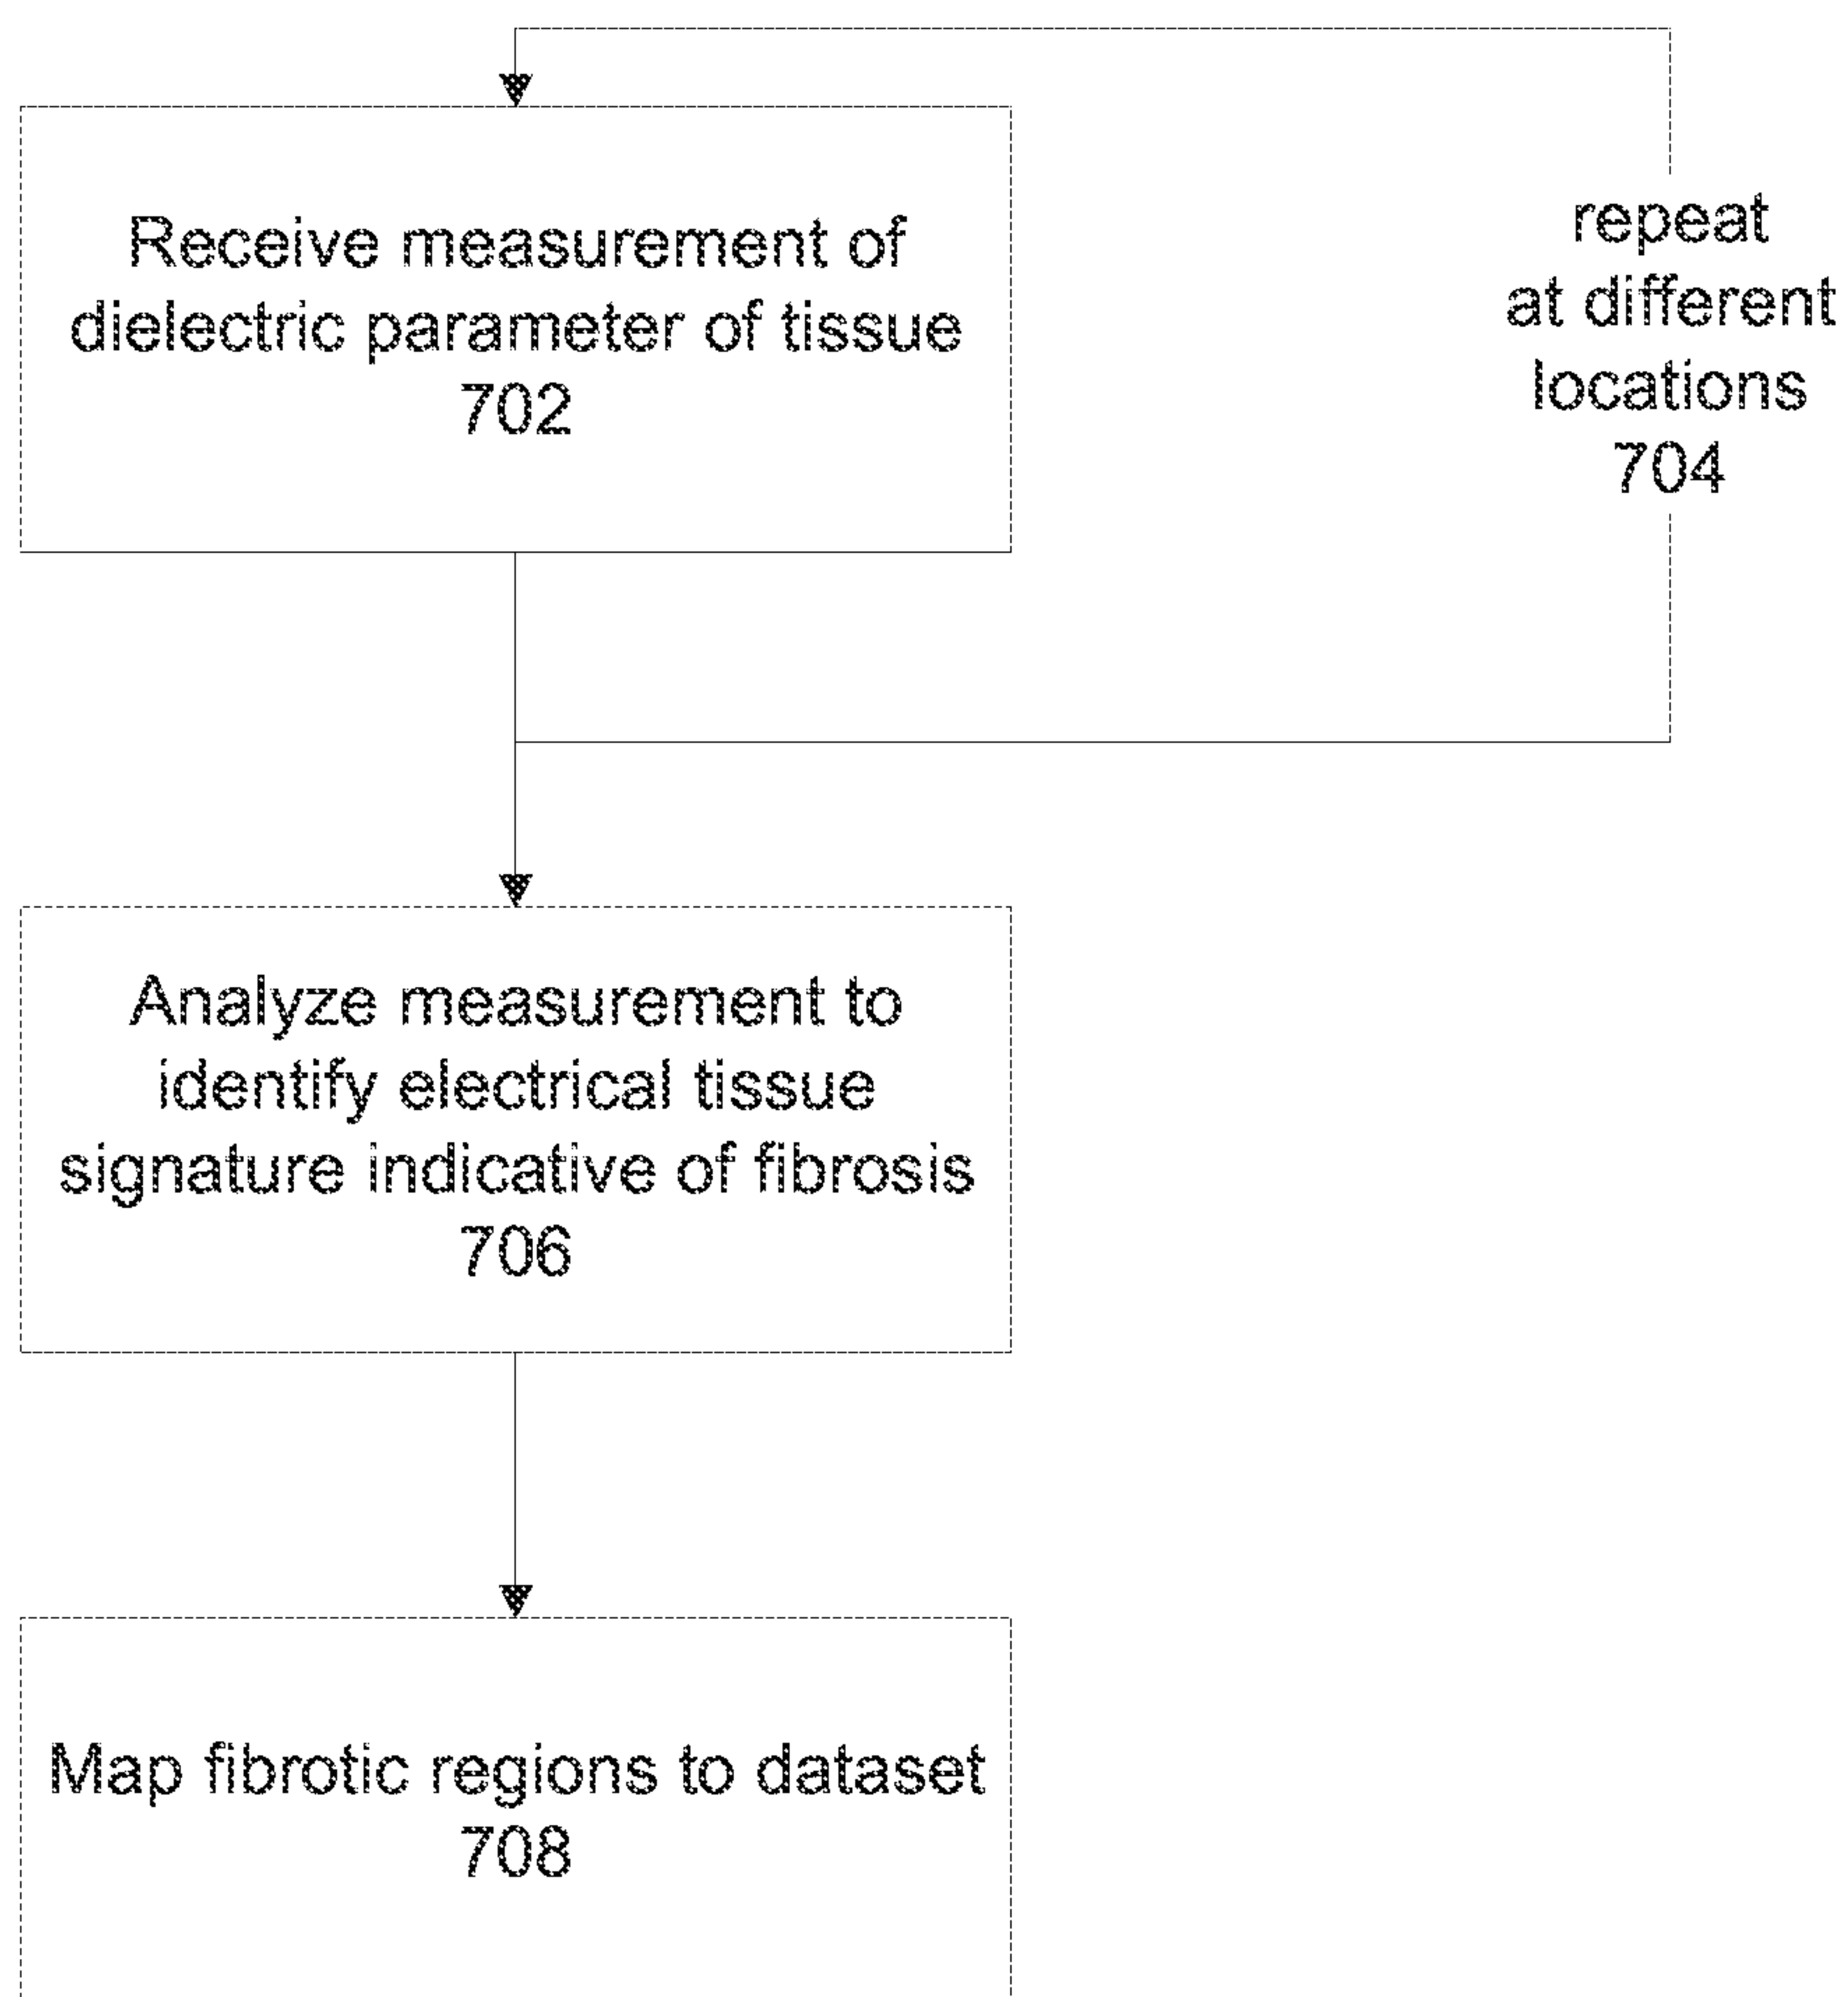 Receive measurement of
dielectric parameter of tissue
702
repeat
at different
locations
704
Analyze measurement to
identify electrical tissue
signature indicative of fibrosis
706
Map fibrotic regions to dataset
708